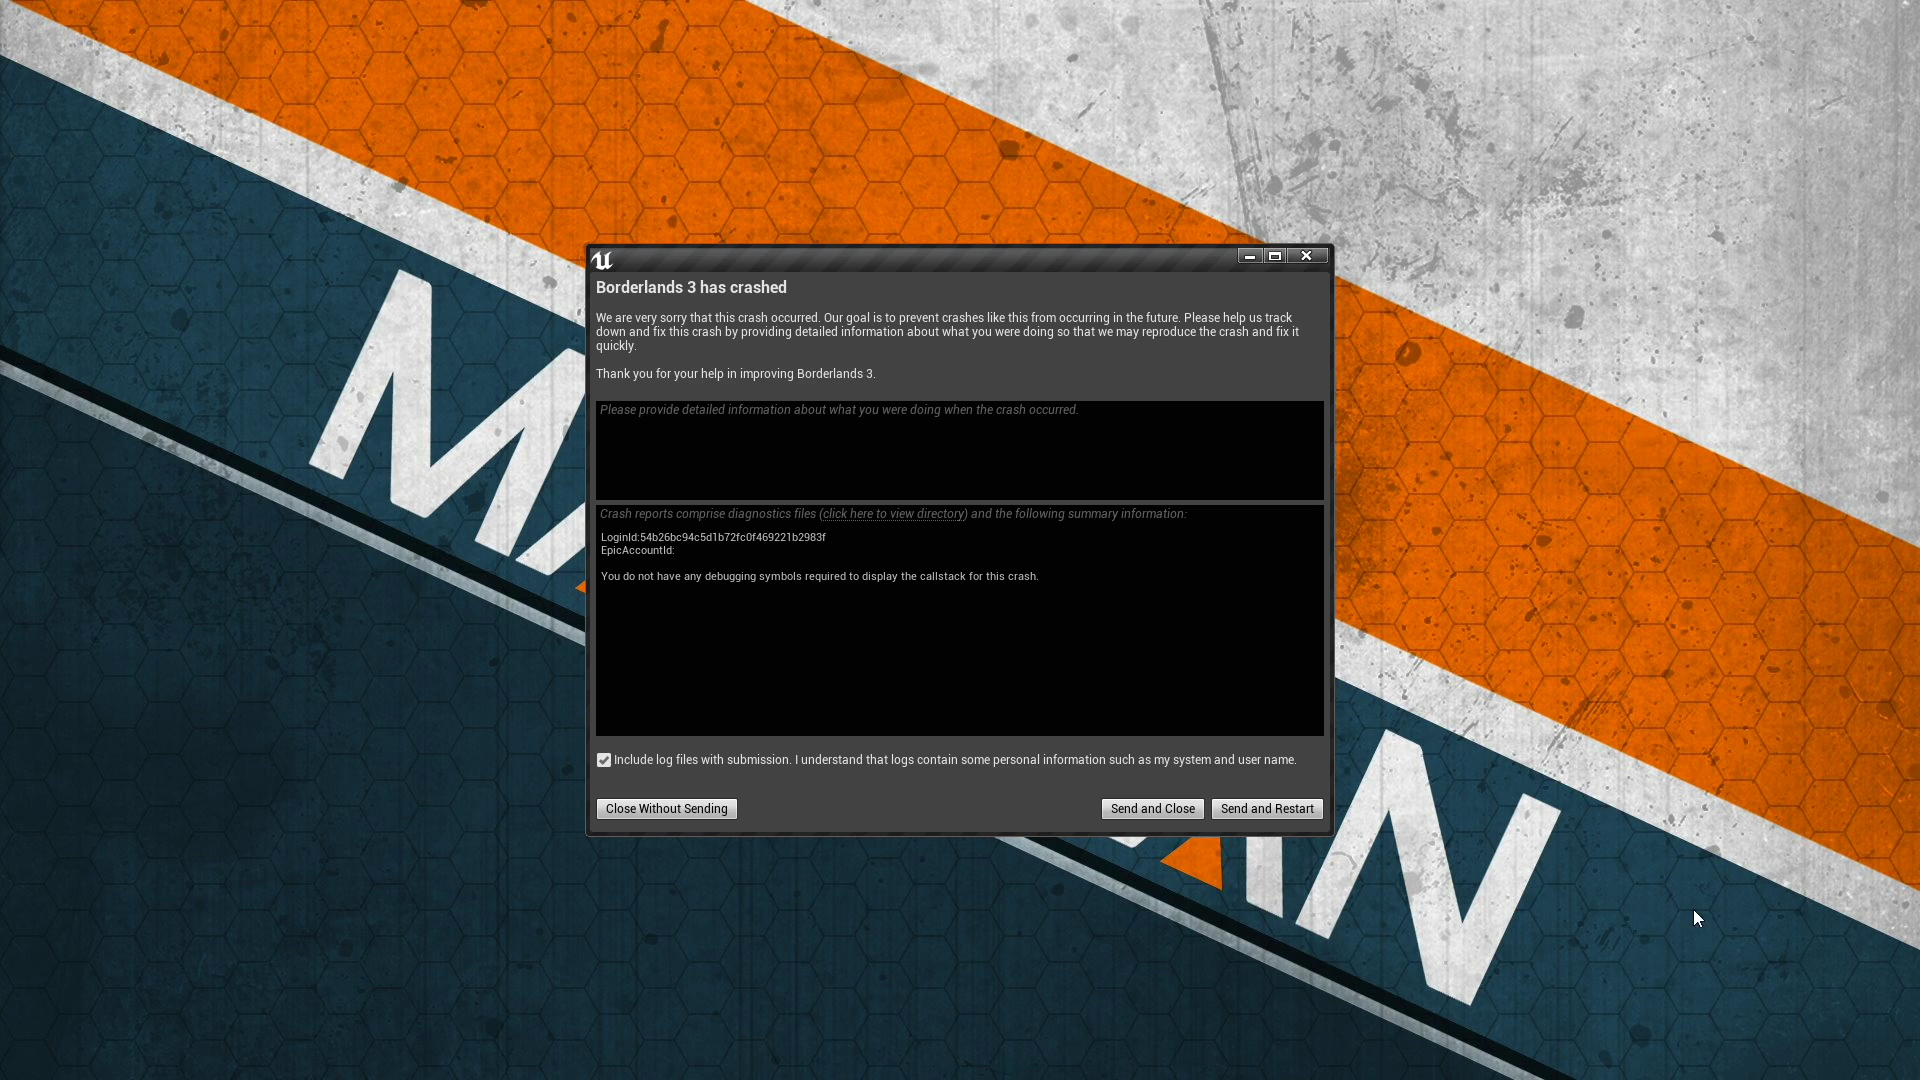 Borderlands 3 has crashed
We are very sorry that this crash occurred. Our goal is to prevent crashes like this from occurring in the future. Please help us track
down and fix this crash by providing detailed information about what you were doing so that we may reproduce the crash and fix it
quickly.
Thank you for your help in improving Borderlands 3.
Please provide detailed information about what you were doing when the crash occurred.
Crash reports comprise diagnostics files (click here to view directory) and the following summary information:
LoginId:54b26bc94c5d1b72fc0f469221b2983f
EpicAccountId:
You do not have any debugging symbols required to display the callstack for this crash.
Include log files with submission. I understand that logs contain some personal information such as my system and user name.
Close Without Sending
Send and Close
Send and Restart